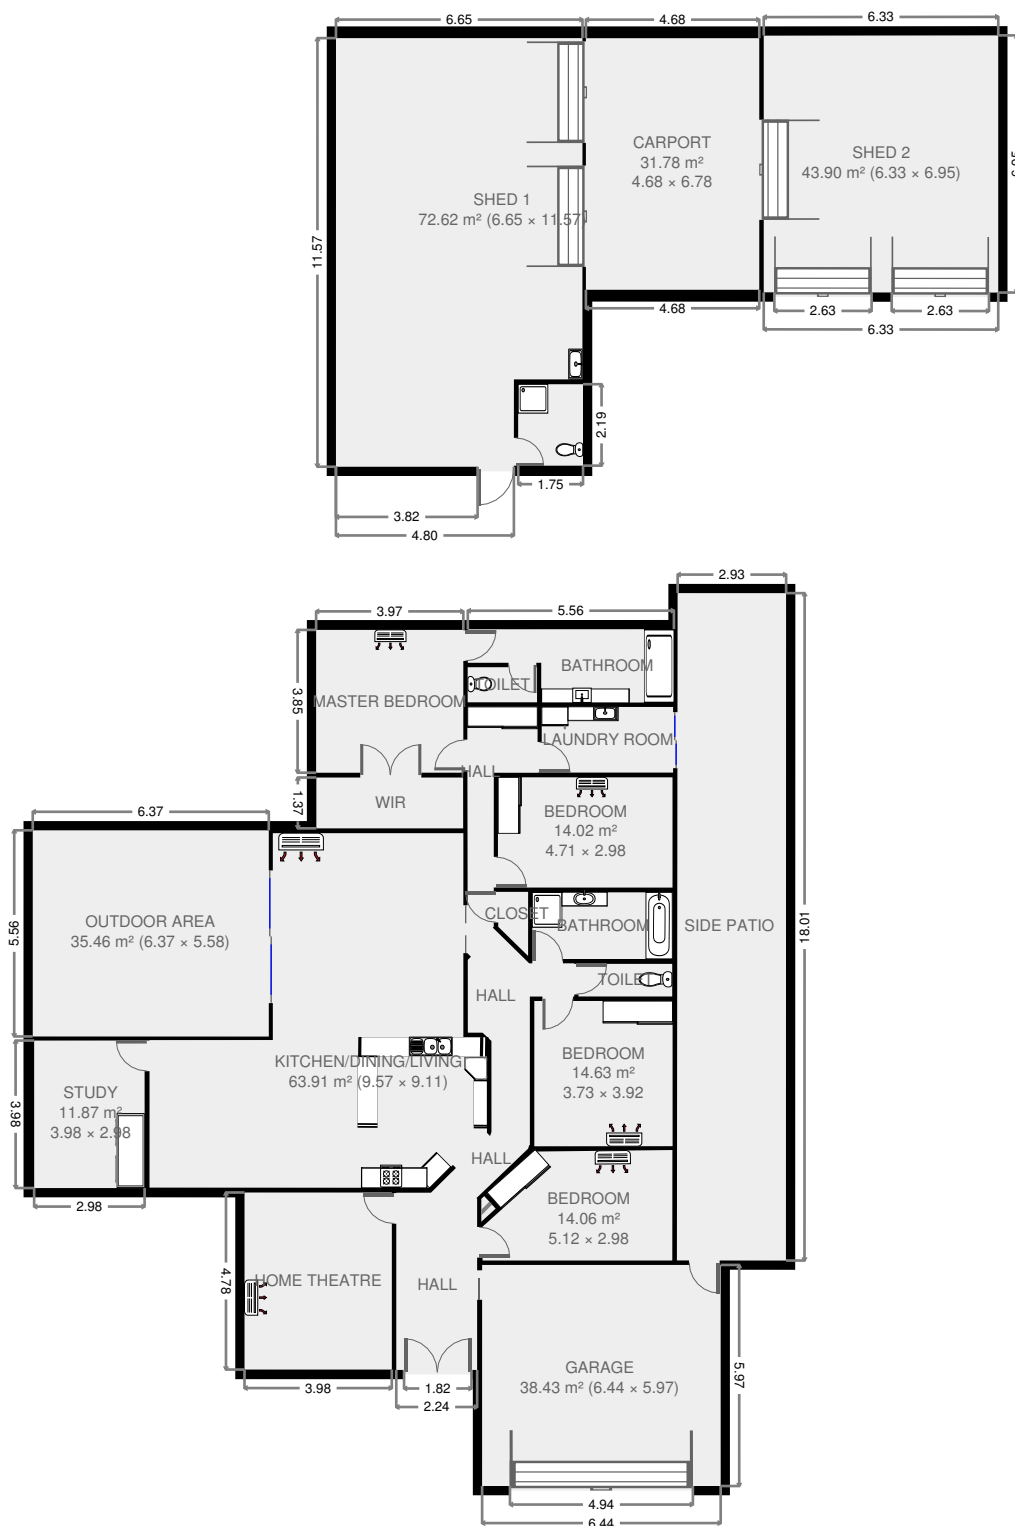 6.65
4.68
6.33
11.57
CARPORT
31.78 m²
4.68 × 6.78
SHED 2
43.90 m² (6.33 × 6.95)
SHED 1
72.62 m² (6.65 × 11.57
2.63
2.63
4.68
6.33
2.19
1.75
3.82
4.80
2.93
3.97
5.56
BATHROOM
TOILET
3.85
MASTER BEDROOM
LAUNDRY ROOM
HALL
1.37
WIR
BEDROOM
14.02 m²
4.71 × 2.98
6.37
5.56
OUTDOOR AREA
35.46 m² (6.37 × 5.58)
CLOSET
BATHROOM
SIDE PATIO
18.01
TOILET
HALL
KITCHEN/DINING/LIVING
63.91 m² (9.57 × 9.11)
BEDROOM
14.63 m²
3.73 × 3.92
3.98
STUDY
11.87 m²
3.98 × 2.98
HALL
2.98
BEDROOM
14.06 m²
5.12 × 2.98
4.78
HOME THEATRE
HALL
GARAGE
38.43 m² (6.44 × 5.97)
5.97
3.98
1.82
2.24
4.94
6.44